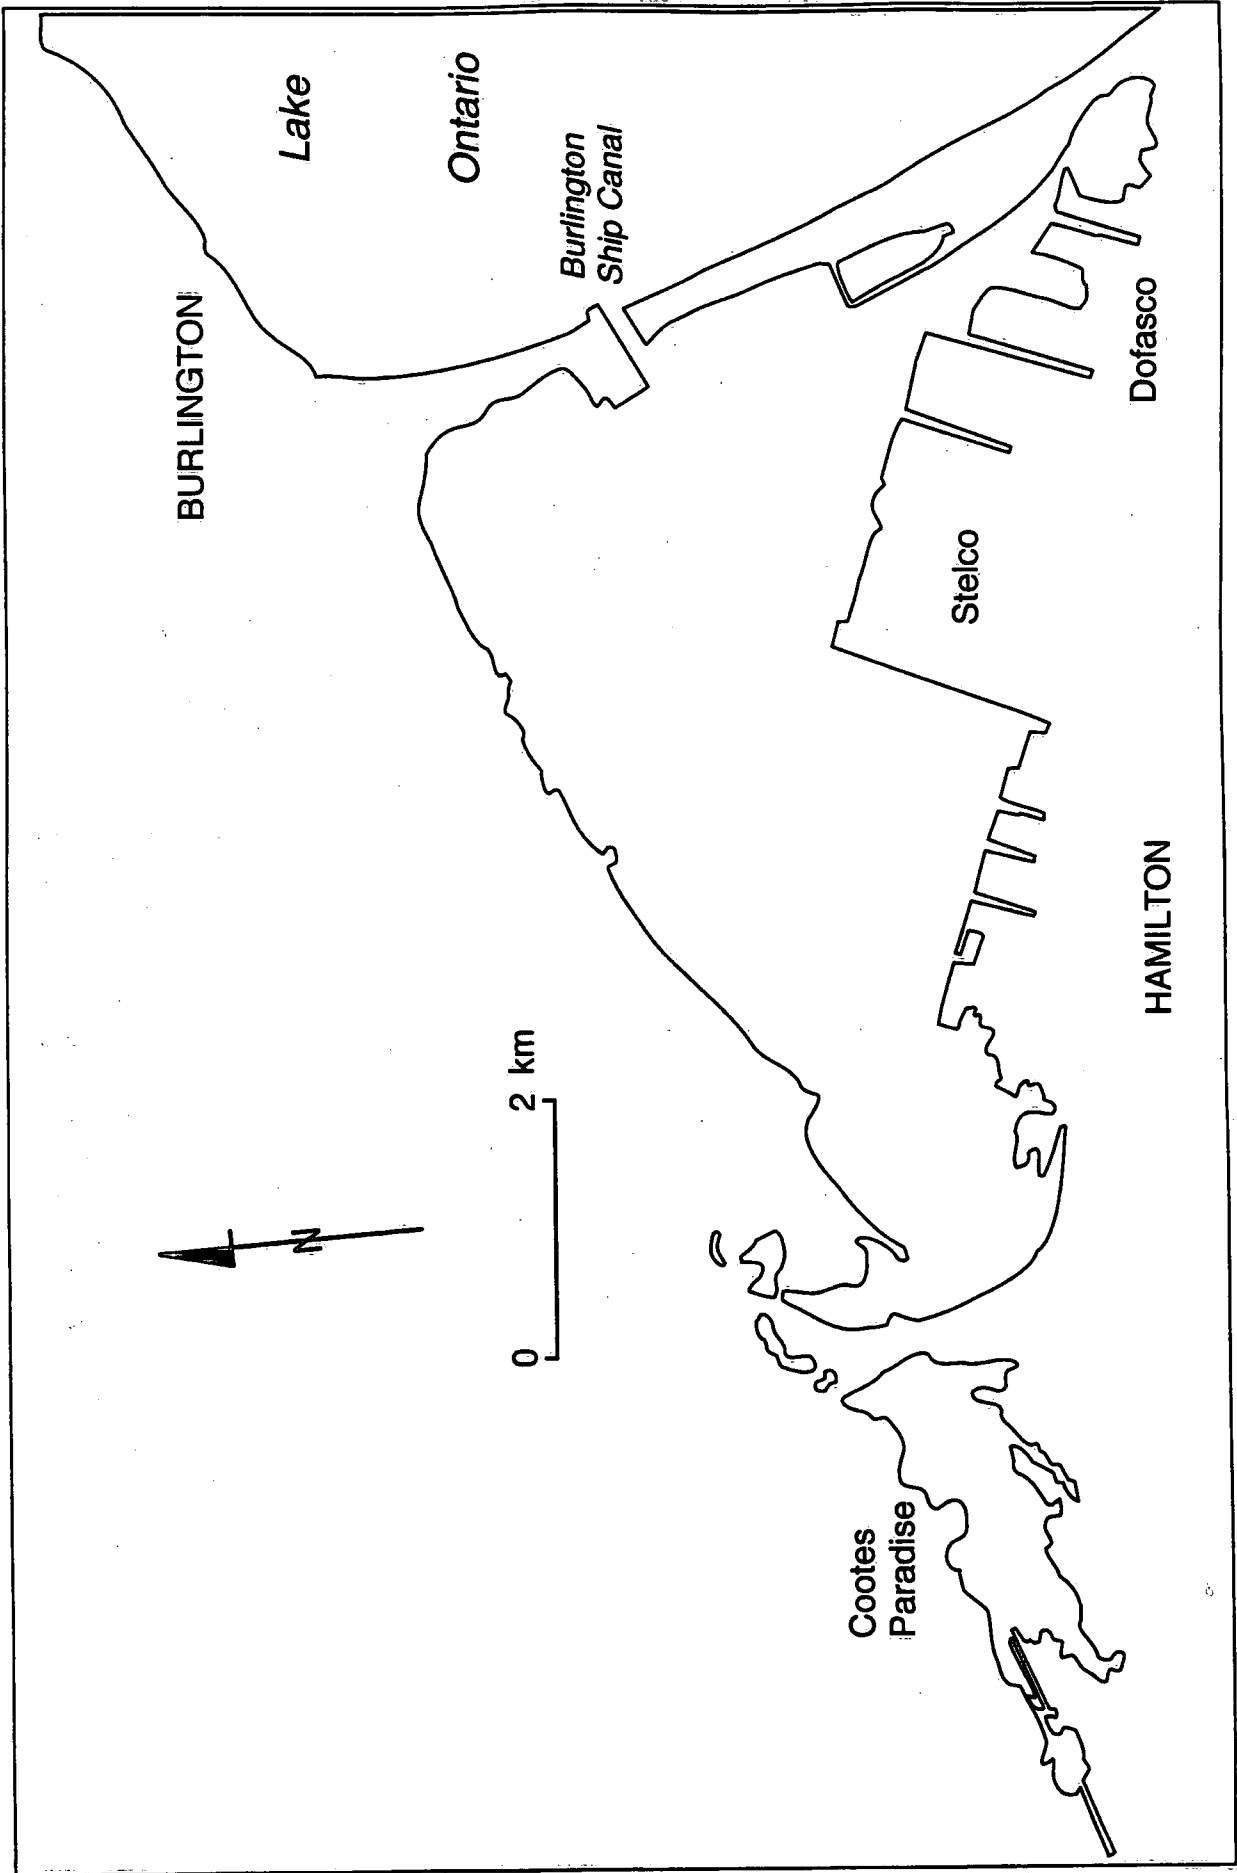 BURLINGTON
Lake
Ontario
Burlington
Ship Canal
N
0 2 km
Stelco
Dofasco
Cootes
Paradise
HAMILTON